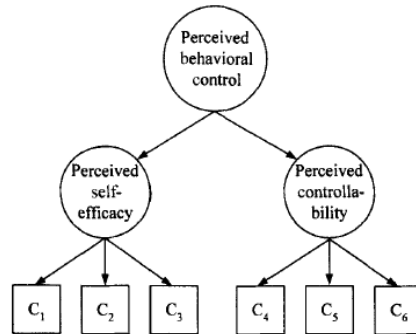 Perceived
behavioral
control
Perceived
self-
efficacy
Perceived
controlla-
bility
C1 C2 C3 C4 C5 C6